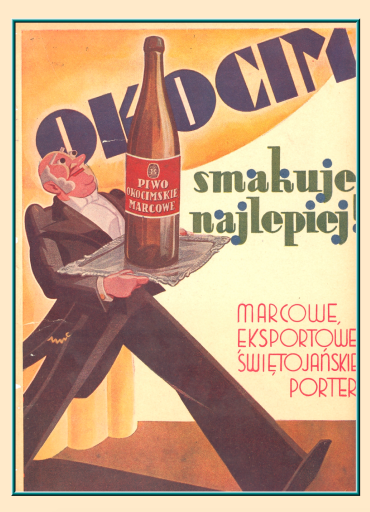 OKOCIM
PIWO
OKOCIMSKIE
MARCOWE
smakuje
najlepiej!
MARCOWE,
EKSPORTOWE
ŚWIĘTOJAŃSKIE
PORTER